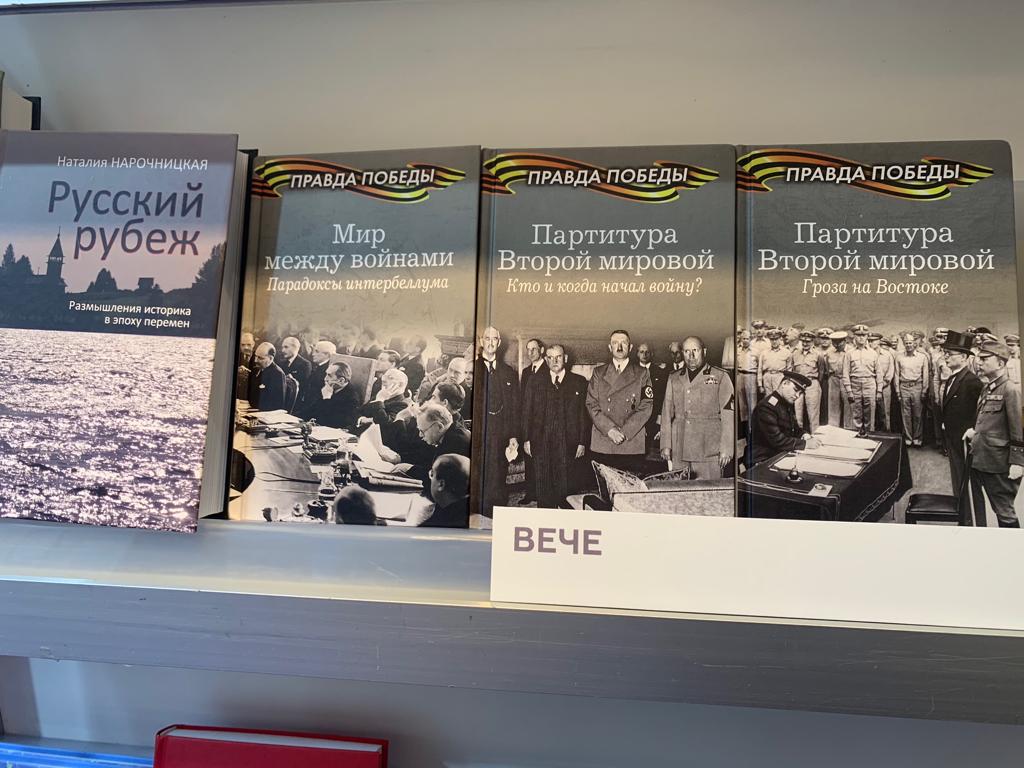 Наталия НАРОЧНИЦКАЯ
Русский
рубеж
Размышления историка
в эпоху перемен
ПРАВДА ПОБЕДЫ
Мир
между войнами
Парадоксы интербеллума
ПРАВДА ПОБЕДЫ
Партитура
Второй мировой
Кто и когда начал войну?
ПРАВДА ПОБЕДЫ
Партитура
Второй мировой
Гроза на Востоке
ВЕЧЕ